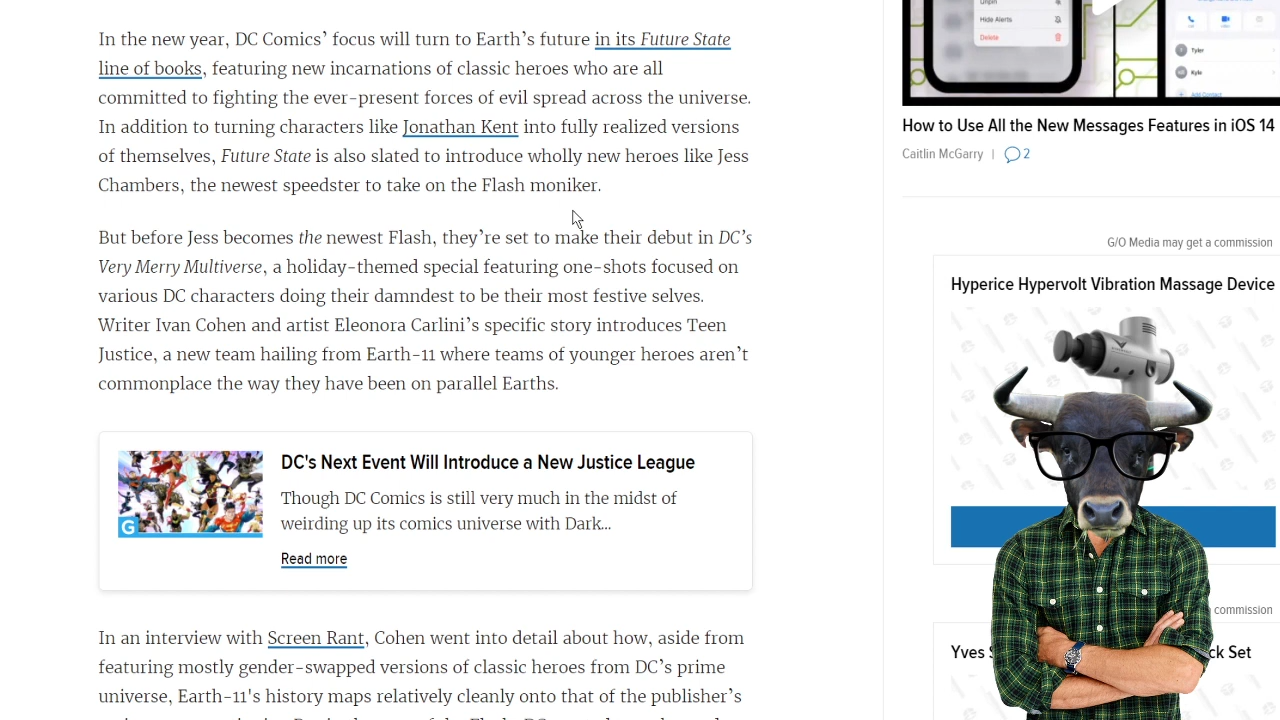 In the new year, DC Comics’ focus will turn to Earth’s future in its Future State
line of books, featuring new incarnations of classic heroes who are all
committed to fighting the ever-present forces of evil spread across the universe.
In addition to turning characters like Jonathan Kent into fully realized versions
of themselves, Future State is also slated to introduce wholly new heroes like Jess
Chambers, the newest speedster to take on the Flash moniker.
But before Jess becomes the newest Flash, they’re set to make their debut in DC’s
Very Merry Multiverse, a holiday-themed special featuring one-shots focused on
various DC characters doing their damndest to be their most festive selves.
Writer Ivan Cohen and artist Eleonora Carlini’s specific story introduces Teen
Justice, a new team hailing from Earth-11 where teams of younger heroes aren’t
commonplace the way they have been on parallel Earths.
G
DC's Next Event Will Introduce a New Justice League
Though DC Comics is still very much in the midst of
weirding up its comics universe with Dark...
Read more
In an interview with Screen Rant, Cohen went into detail about how, aside from
featuring mostly gender-swapped versions of classic heroes from DC’s prime
universe, Earth-11's history maps relatively cleanly onto that of the publisher’s
Unpin
Hide Alerts
Delete
Tyler
Kyle
Add Contact
How to Use All the New Messages Features in iOS 14
Caitlin McGarry | 2
G/O Media may get a commission
Hyperice Hypervolt Vibration Massage Device
commission
Yves
ck Set